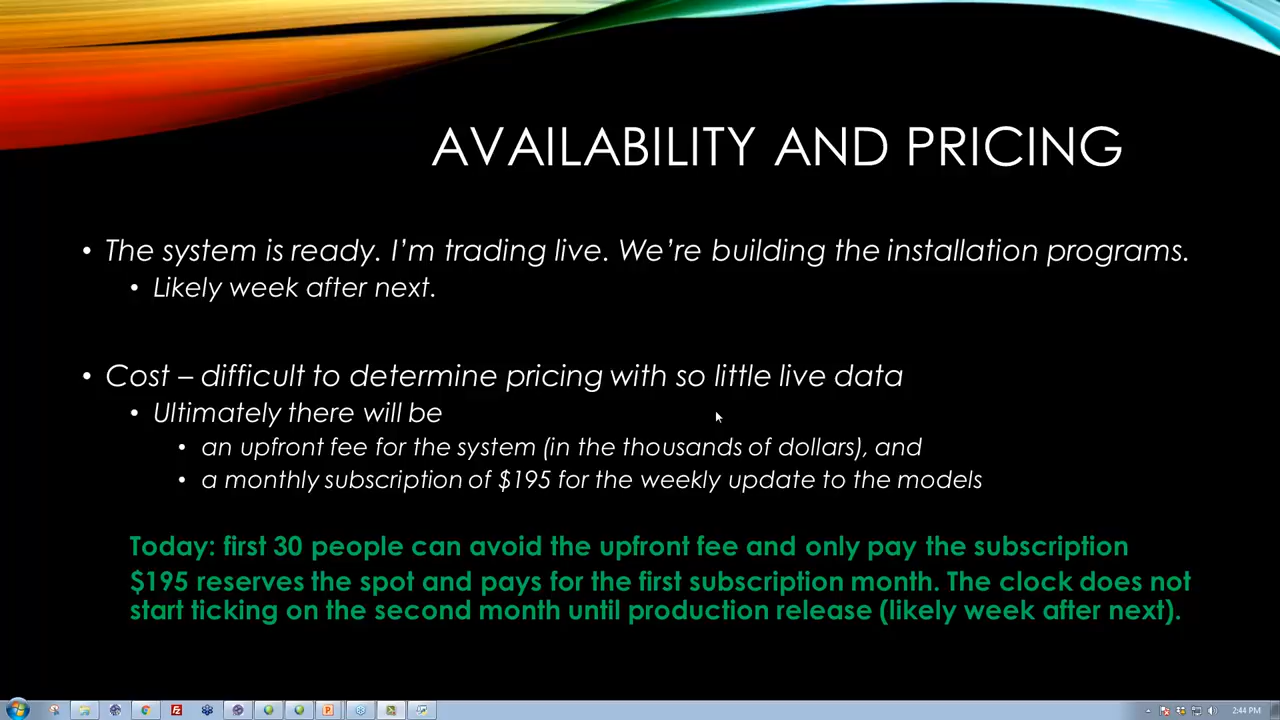 AVAILABILITY AND PRICING
• The system is ready. I'm trading live. We're building the installation programs.
• Likely week after next.
• Cost – difficult to determine pricing with so little live data
• Ultimately there will be
• an upfront fee for the system (in the thousands of dollars), and
• a monthly subscription of $195 for the weekly update to the models
Today: first 30 people can avoid the upfront fee and only pay the subscription
$195 reserves the spot and pays for the first subscription month. The clock does not
start ticking on the second month until production release (likely week after next).
2:44 PM